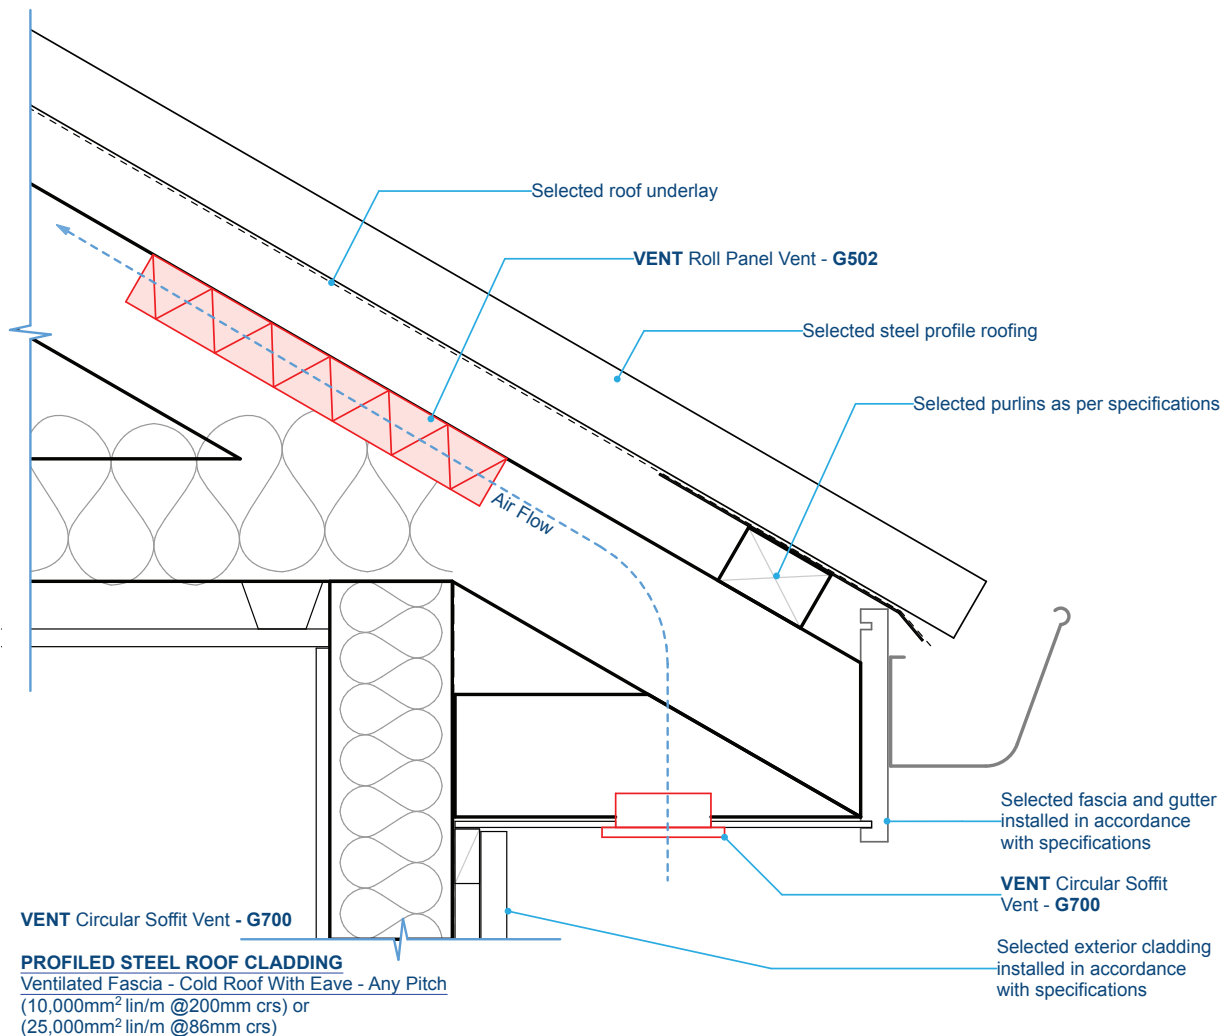 Selected roof underlay
VENT Roll Panel Vent - G502
Selected steel profile roofing
Selected purlins as per specifications
Air Flow
Selected fascia and gutter
installed in accordance
with specifications
VENT Circular Soffit
Vent - G700
Selected exterior cladding
installed in accordance
with specifications
VENT Circular Soffit Vent - G700
PROFILED STEEL ROOF CLADDING
Ventilated Fascia - Cold Roof With Eave - Any Pitch
(10,000mm² lin/m @200mm crs) or
(25,000mm² lin/m @86mm crs)